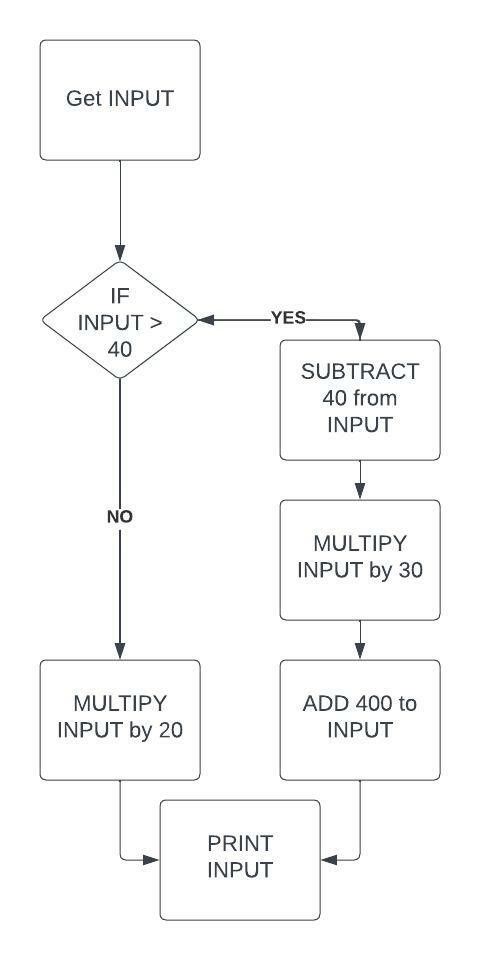 Get INPUT
IF
INPUT >
40
YES
SUBTRACT
40 from
INPUT
NO
MULTIPY
INPUT by 30
MULTIPY
INPUT by 20
ADD 400 to
INPUT
PRINT
INPUT